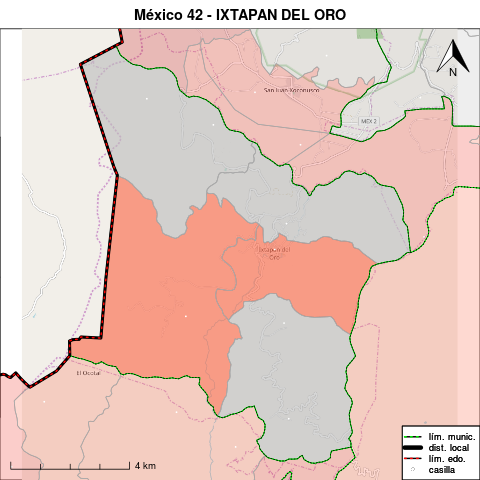 México 42 - IXTAPAN DEL ORO
N
San Juan Xoconusco
MEX 2
Ixtapan del
Oro
El Ocotal
4 km
lím. munic.
dist. local
lím. edo.
casilla